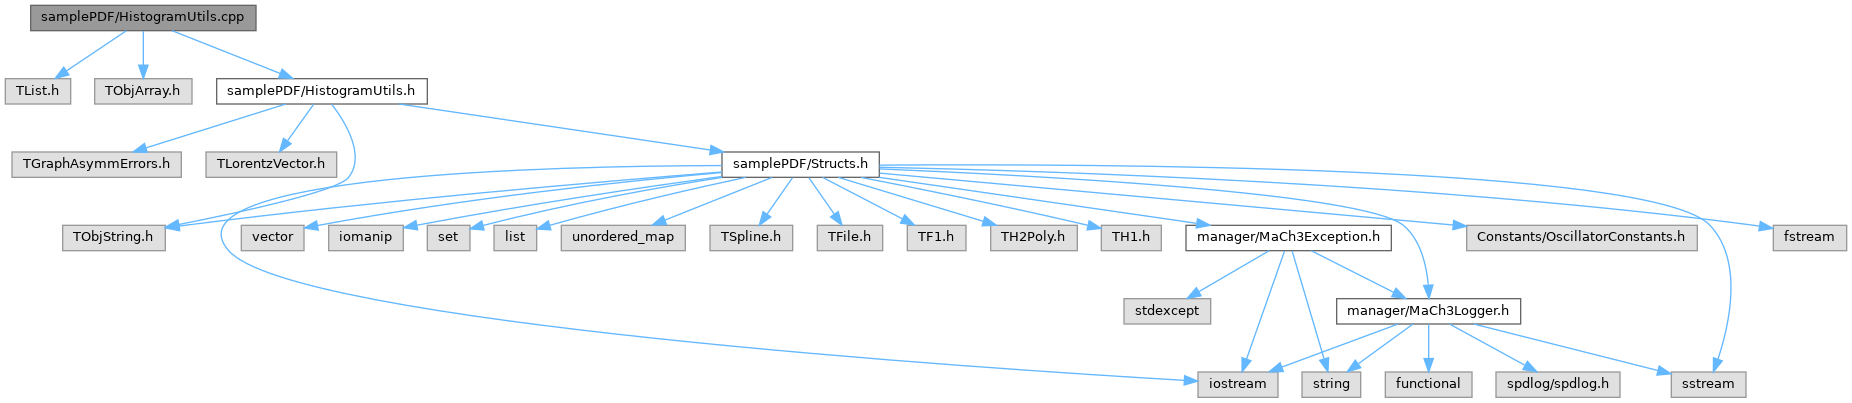 samplePDF/HistogramUtils.cpp
TList.h
TObjArray.h
samplePDF/HistogramUtils.h
TGraphAsymmErrors.h
TLorentzVector.h
samplePDF/Structs.h
TObjString.h
vector
iomanip
set
list
unordered_map
TSpline.h
TFile.h
TF1.h
TH2Poly.h
TH1.h
manager/MaCh3Exception.h
Constants/OscillatorConstants.h
fstream
stdexcept
manager/MaCh3Logger.h
iostream
string
functional
spdlog/spdlog.h
sstream